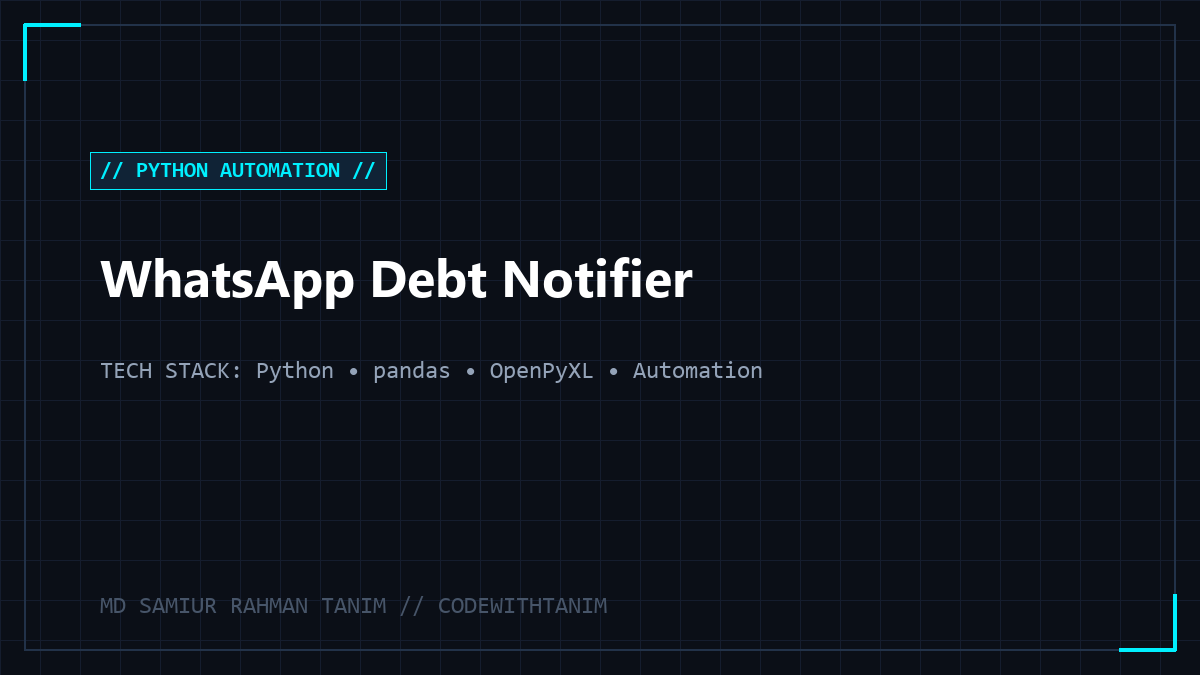 // PYTHON AUTOMATION //
WhatsApp Debt Notifier
TECH STACK: Python • pandas • OpenPyXL • Automation
MD SAMIUR RAHMAN TANIM // CODEWITHTANIM